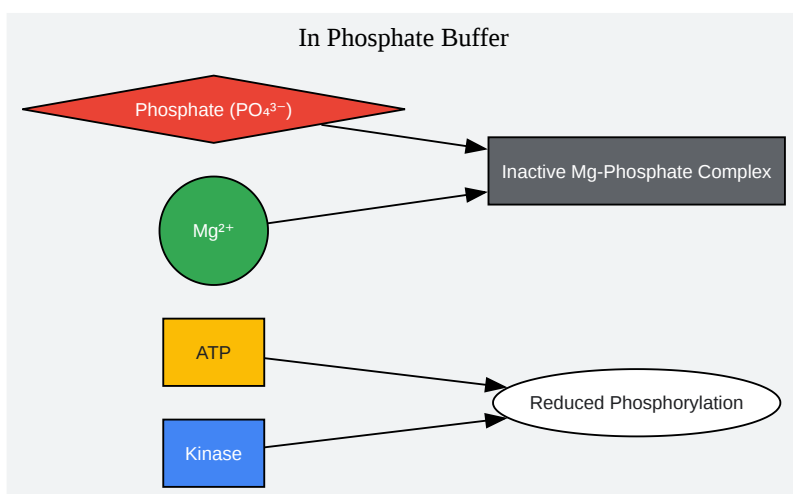 In Phosphate Buffer
Phosphate (PO₄³⁻)
Inactive Mg-Phosphate Complex
Mg²⁺
ATP
Reduced Phosphorylation
Kinase